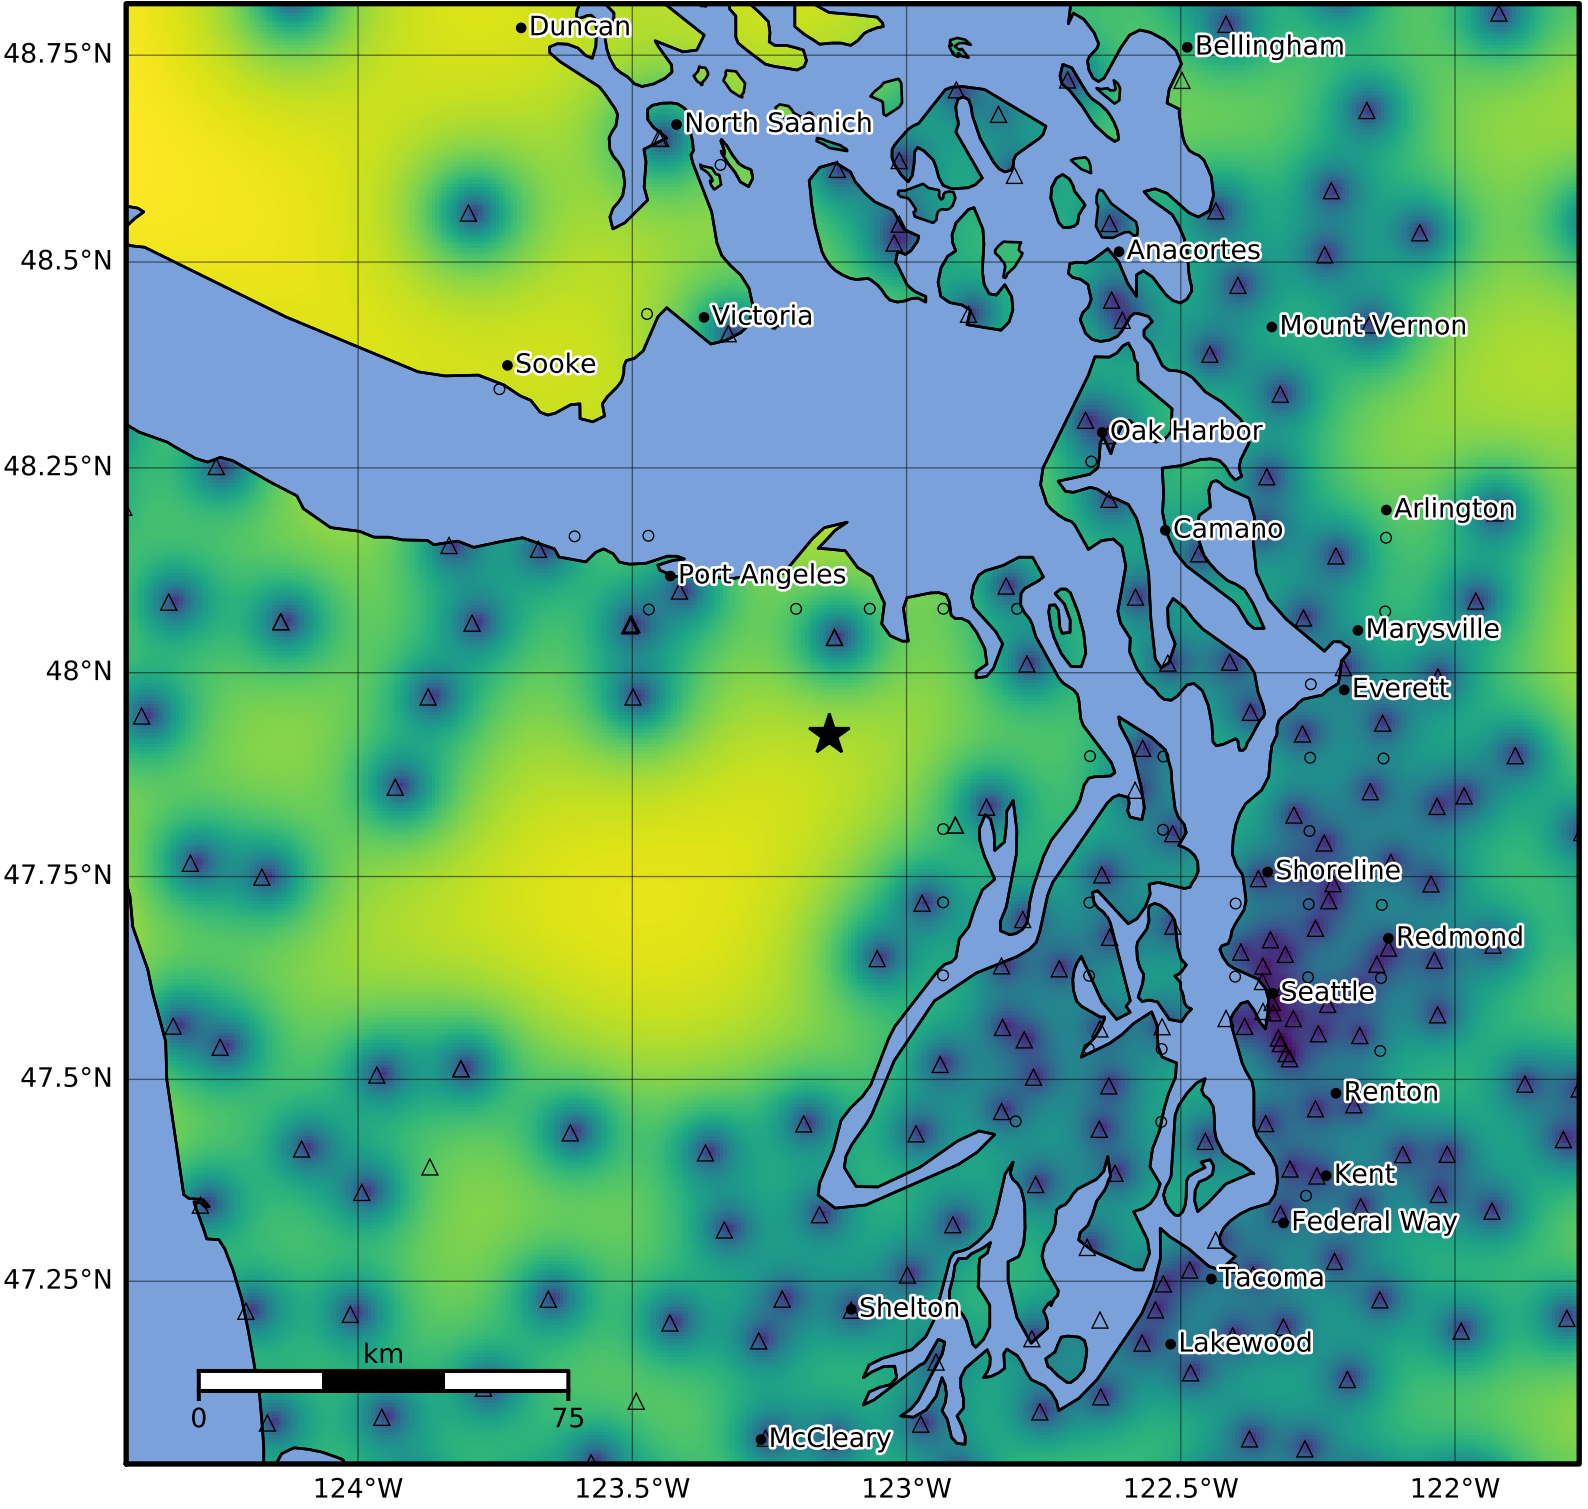 Duncan
Bellingham
48.75°N
North Saanich
Anacortes
48.5°N
Victoria
Mount Vernon
Sooke
Oak Harbor
48.25°N
Arlington
Camano
Port Angeles
Marysville
48°N
Everett
Shoreline
47.75°N
Redmond
Seattle
47.5°N
Renton
Kent
Federal Way
Tacoma
47.25°N
Shelton
Lakewood
km
0 75
McCleary
124°W 123.5°W 123°W 122.5°W 122°W